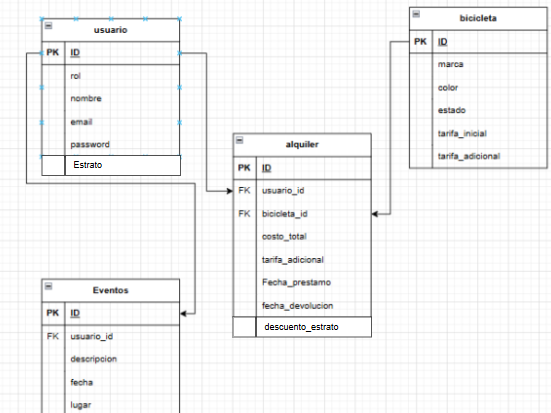 usuario
PK ID
rol
nombre
email
password
Estrato
bicicleta
PK ID
marca
color
estado
tarifa_inicial
tarifa_adicional
alquiler
PK ID
FK usuario_id
FK bicicleta_id
costo_total
tarifa_adicional
Fecha_prestamo
fecha_devolucion
descuento_estrato
Eventos
PK ID
FK usuario_id
descripcion
fecha
lugar